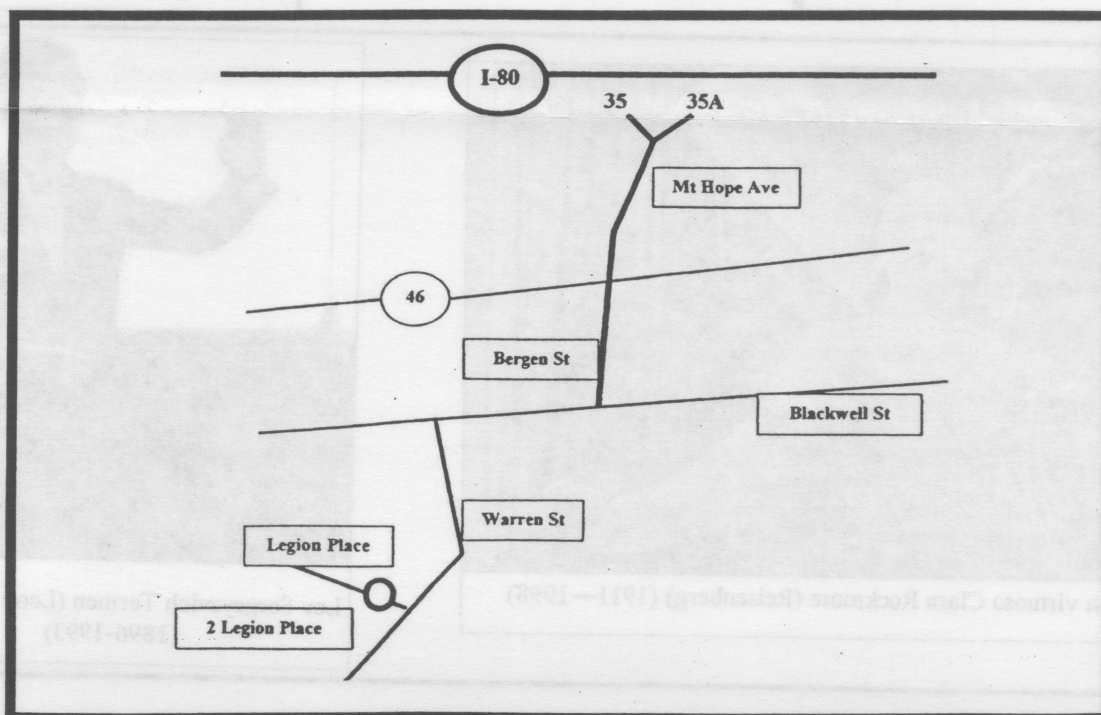 I-80
35 35A
Mt Hope Ave
46
Bergen St
Blackwell St
Warren St
Legion Place
2 Legion Place